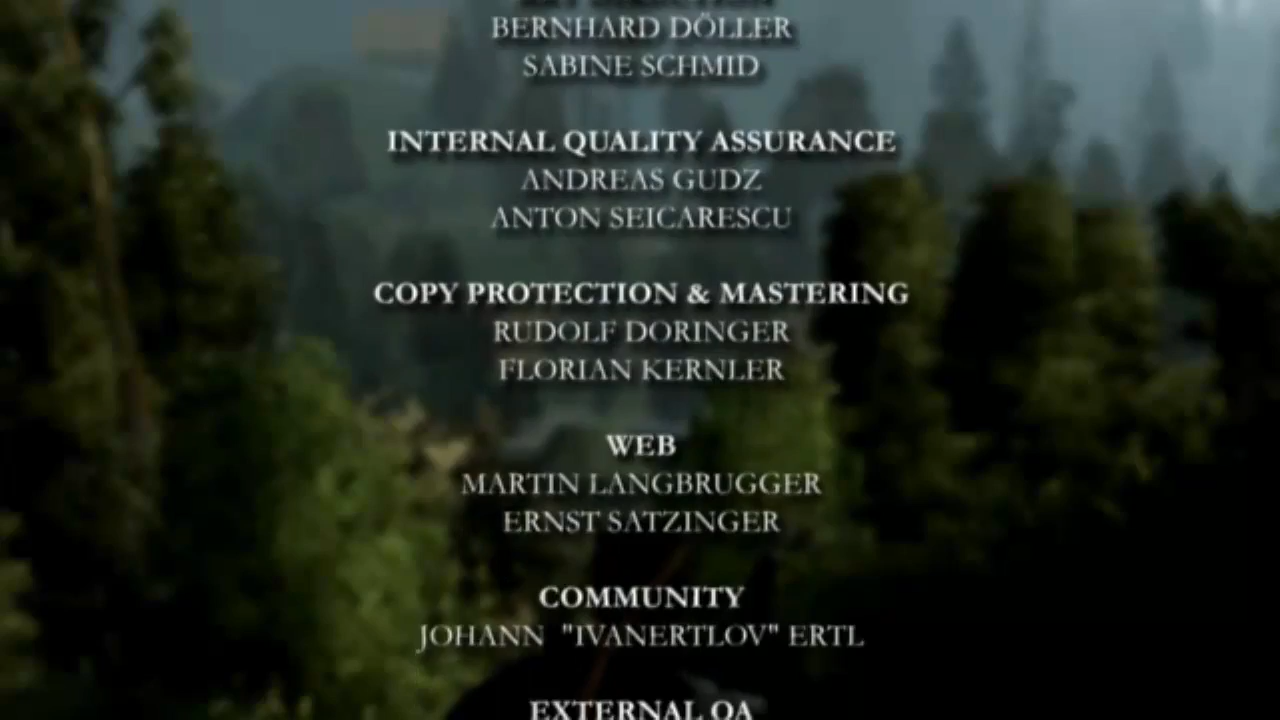 BERNHARD DÖLLER
SABINE SCHMID
INTERNAL QUALITY ASSURANCE
ANDREAS GUDZ
ANTON SEICARESCU
COPY PROTECTION & MASTERING
RUDOLF DORINGER
FLORIAN KERNLER
WEB
MARTIN LANGBRUGGER
ERNST SATZINGER
COMMUNITY
JOHANN "IVANERTLOV" ERTL
EXTERNAL QA